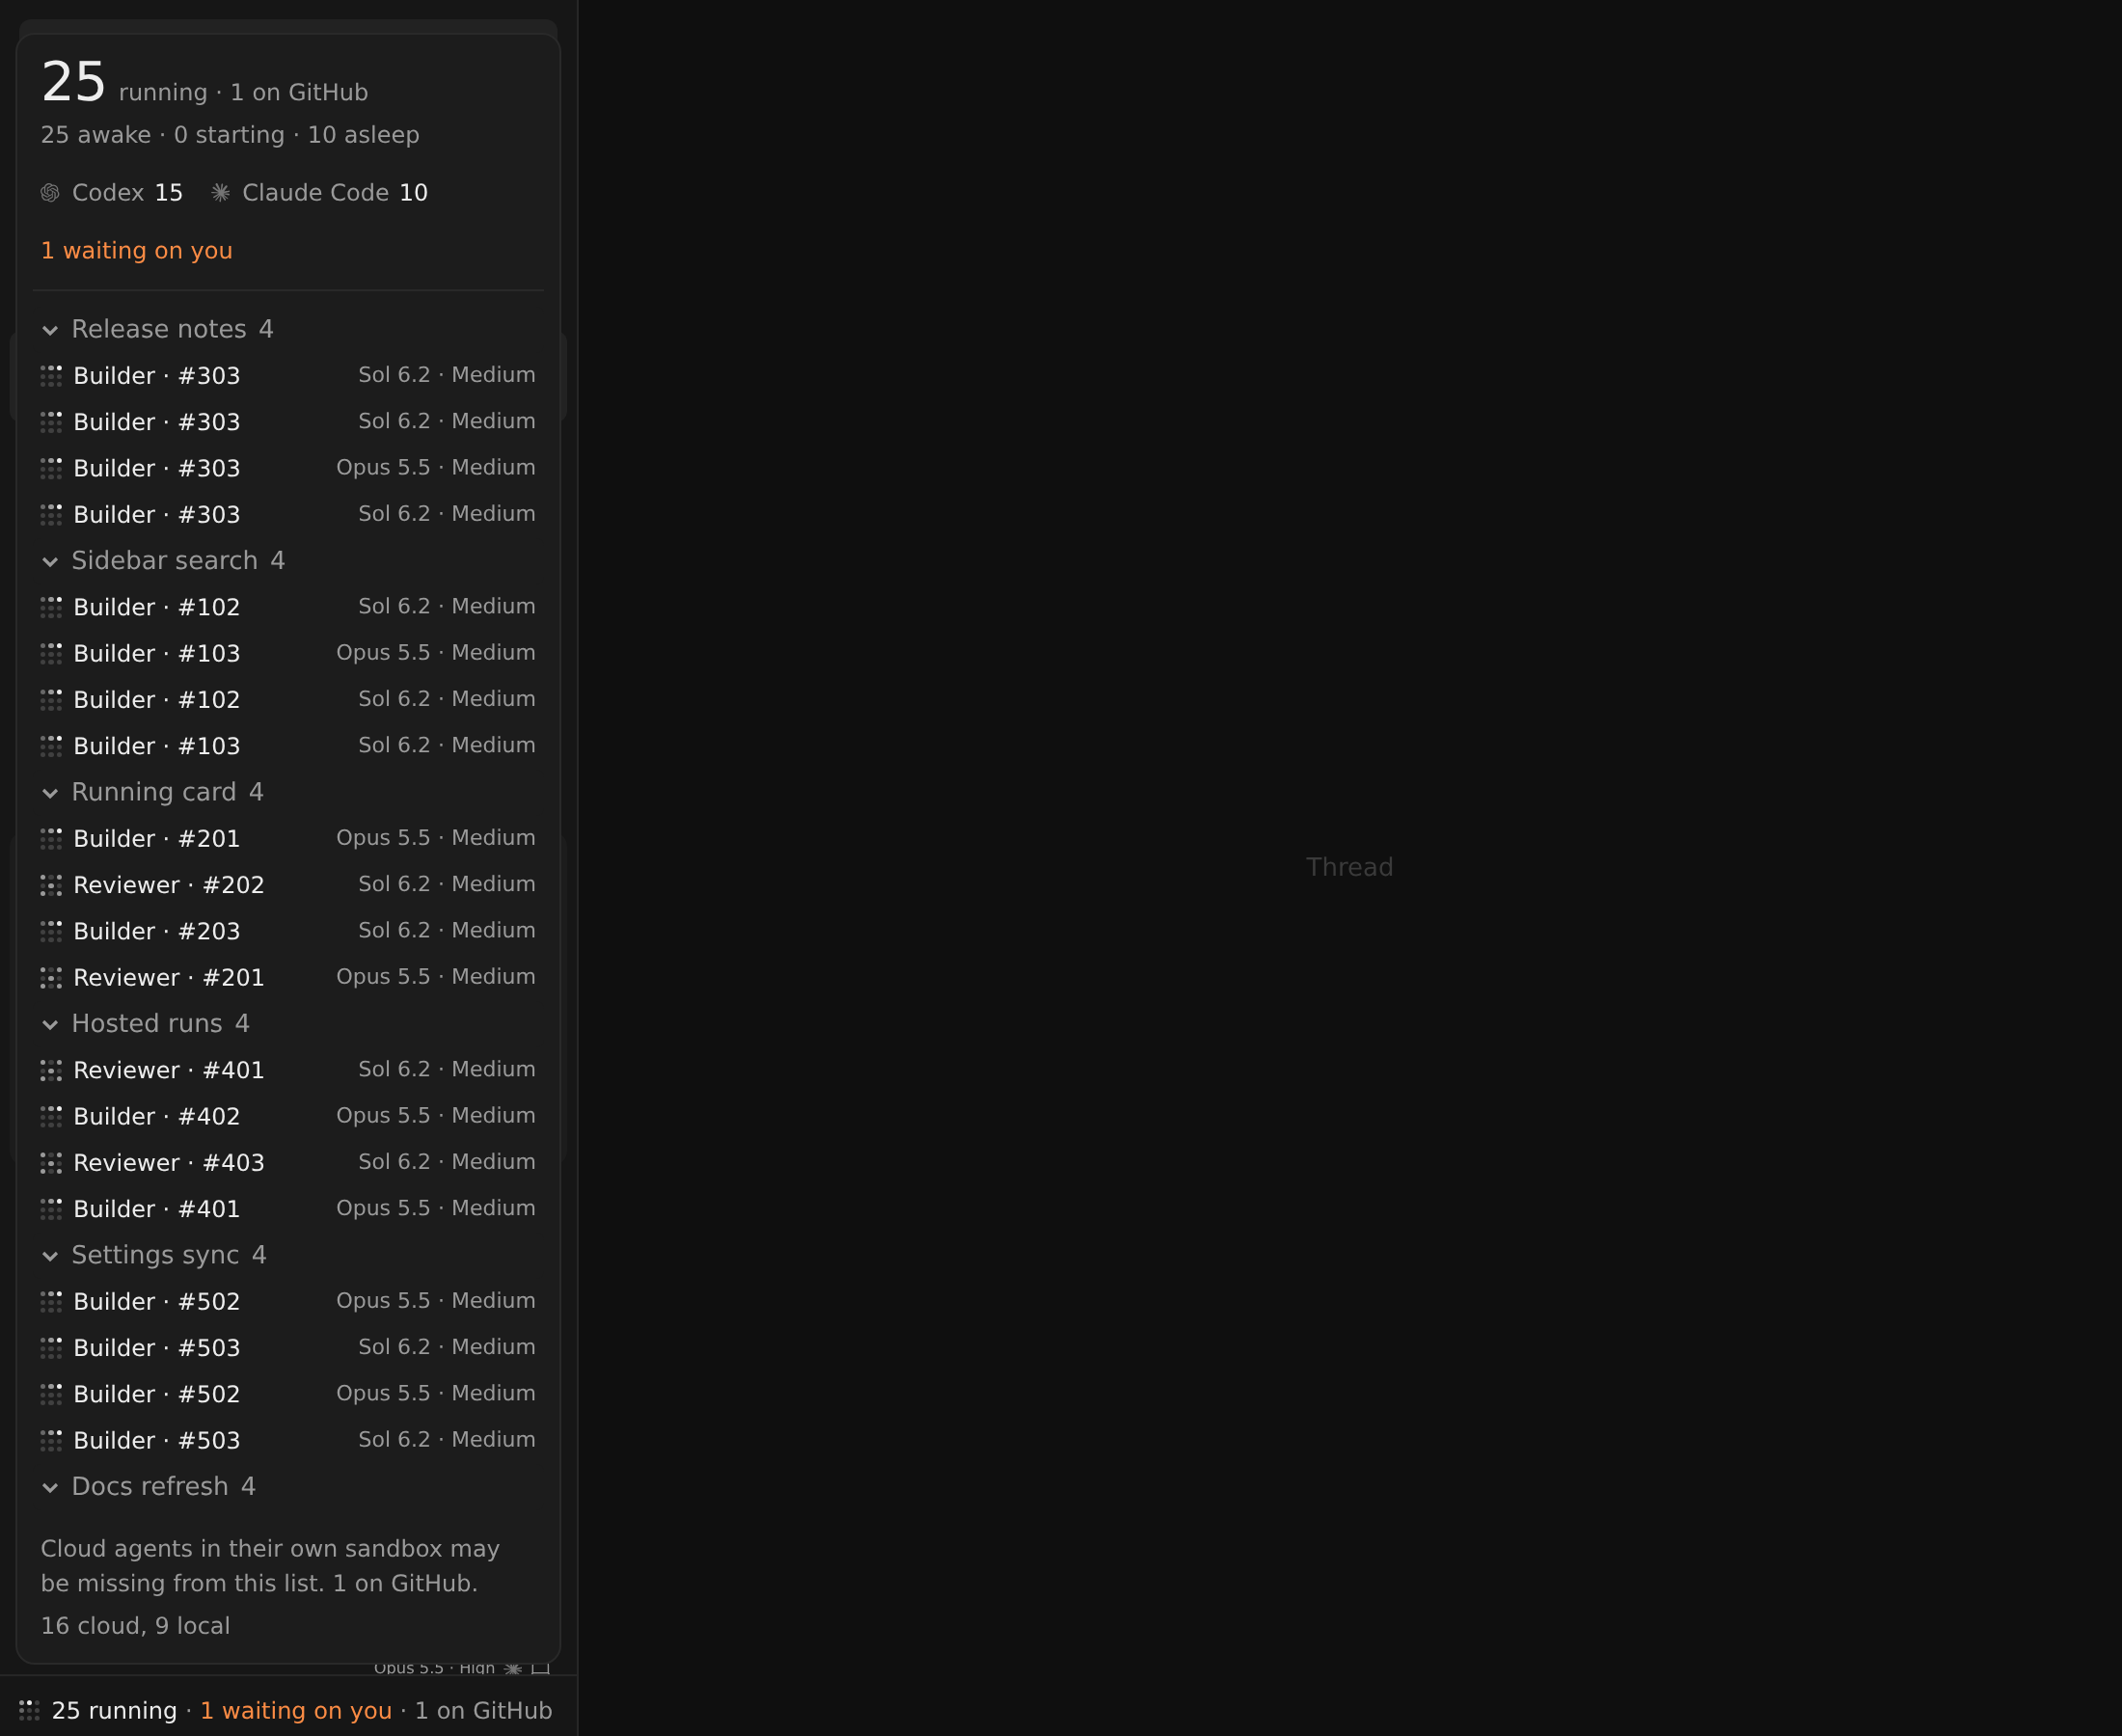 25 running · 1 on GitHub
25 awake · 0 starting · 10 asleep
Codex 15 Claude Code 10
1 waiting on you
Release notes 4
Builder · #303 Sol 6.2 · Medium
Builder · #303 Sol 6.2 · Medium
Builder · #303 Opus 5.5 · Medium
Builder · #303 Sol 6.2 · Medium
Sidebar search 4
Builder · #102 Sol 6.2 · Medium
Builder · #103 Opus 5.5 · Medium
Builder · #102 Sol 6.2 · Medium
Builder · #103 Sol 6.2 · Medium
Running card 4
Builder · #201 Opus 5.5 · Medium
Reviewer · #202 Sol 6.2 · Medium
Builder · #203 Sol 6.2 · Medium
Reviewer · #201 Opus 5.5 · Medium
Hosted runs 4
Reviewer · #401 Sol 6.2 · Medium
Builder · #402 Opus 5.5 · Medium
Reviewer · #403 Sol 6.2 · Medium
Builder · #401 Opus 5.5 · Medium
Settings sync 4
Builder · #502 Opus 5.5 · Medium
Builder · #503 Sol 6.2 · Medium
Builder · #502 Opus 5.5 · Medium
Builder · #503 Sol 6.2 · Medium
Docs refresh 4
Cloud agents in their own sandbox may
be missing from this list. 1 on GitHub.
16 cloud, 9 local
Opus 5.5 · High
25 running · 1 waiting on you · 1 on GitHub
Thread